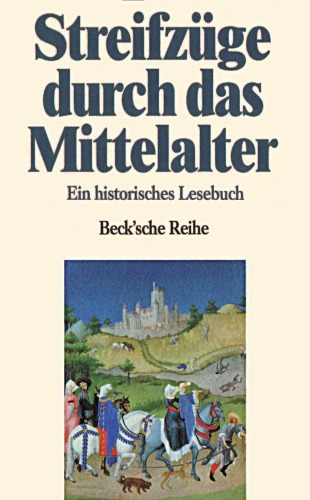 Streifzüge
durch das
Mittelalter
Ein historisches Lesebuch
Beck'sche Reihe